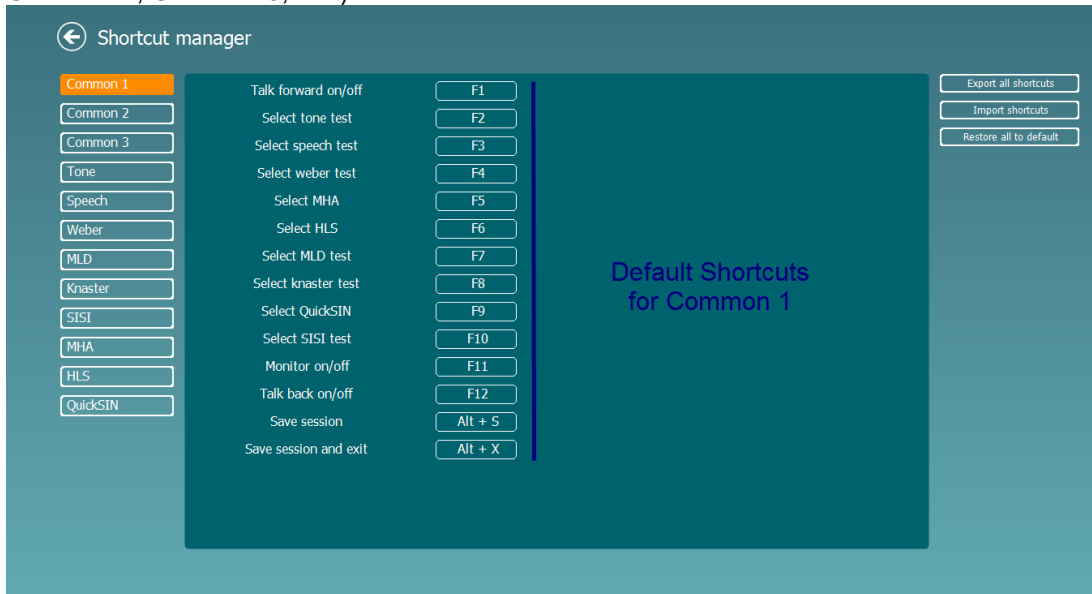 Shortcut manager
Common 1
Common 2
Common 3
Tone
Speech
Weber
MLD
Knaster
SISI
MHA
HLS
QuickSIN
Talk forward on/off F1
Select tone test F2
Select speech test F3
Select weber test F4
Select MHA F5
Select HLS F6
Select MLD test F7
Select knaster test F8
Select QuickSIN F9
Select SISI test F10
Monitor on/off F11
Talk back on/off F12
Save session Alt + S
Save session and exit Alt + X
Default Shortcuts
for Common 1
Export all shortcuts
Import shortcuts
Restore all to default